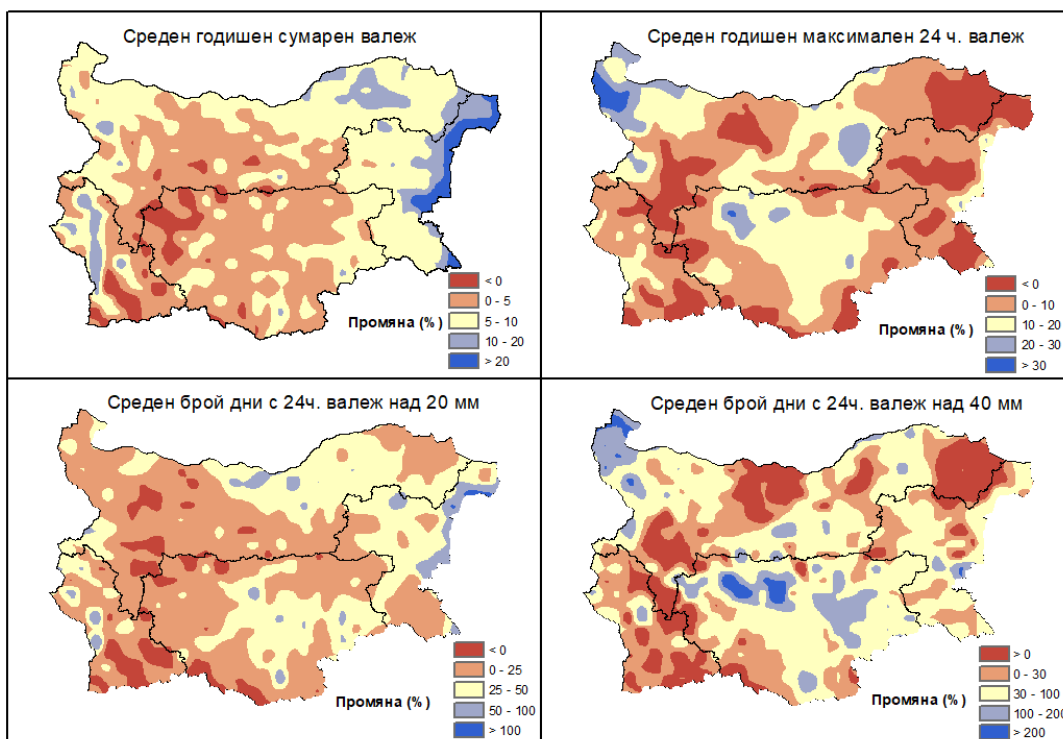 Среден годишен сумарен валеж
< 0
0 - 5
5 - 10
10 - 20
> 20
Промяна (%)
Среден годишен максимален 24 ч. валеж
< 0
0 - 10
10 - 20
20 - 30
> 30
Промяна (%)
Среден брой дни с 24ч. валеж над 20 мм
< 0
0 - 25
25 - 50
50 - 100
> 100
Промяна (%)
Среден брой дни с 24ч. валеж над 40 мм
> 0
0 - 30
30 - 100
100 - 200
> 200
Промяна (%)